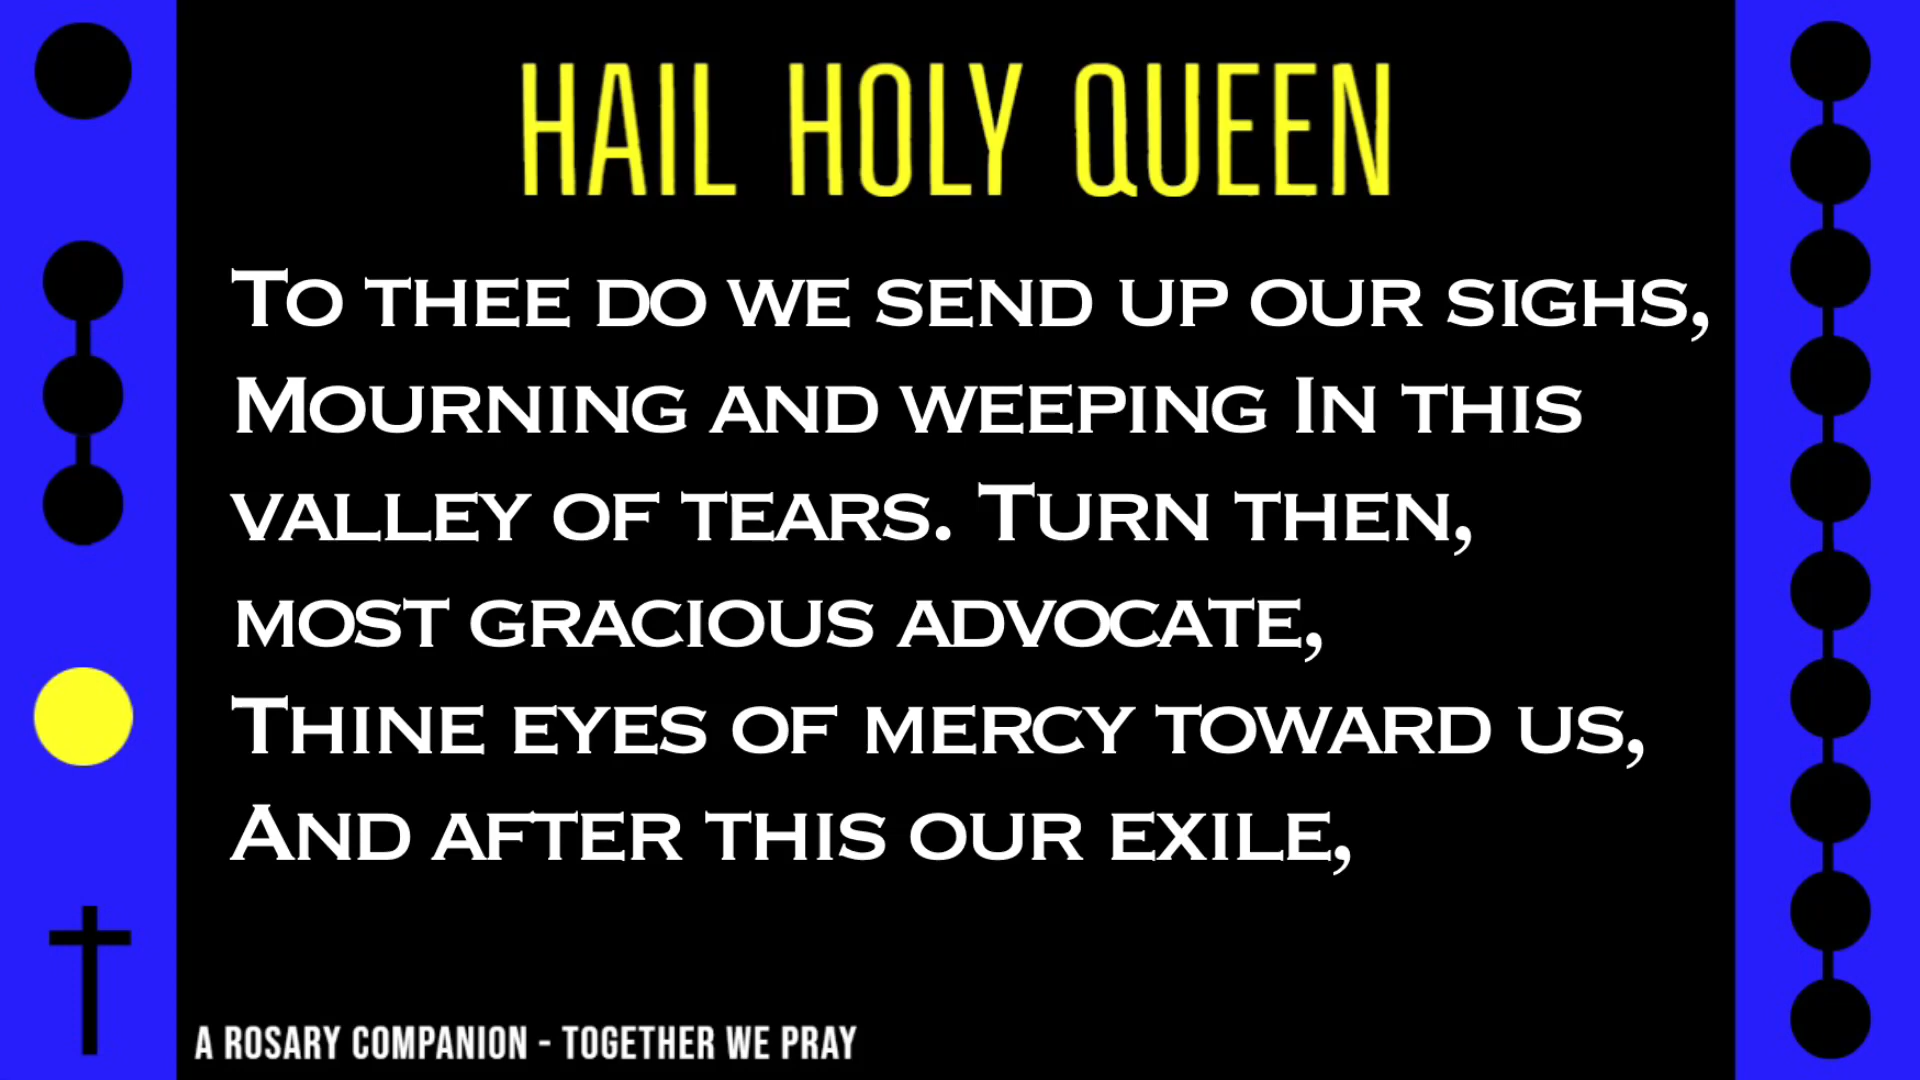 HAIL HOLY QUEEN
To thee do we send up our sighs,
Mourning and weeping In this
valley of tears. Turn then,
most gracious advocate,
Thine eyes of mercy toward us,
And after this our exile,
A ROSARY COMPANION - TOGETHER WE PRAY